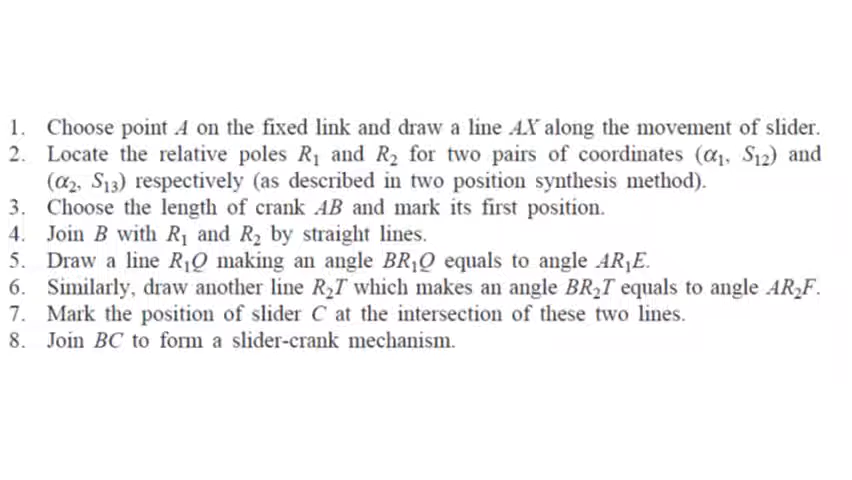 1. Choose point A on the fixed link and draw a line AX along the movement of slider.
2. Locate the relative poles R₁ and R₂ for two pairs of coordinates (α₁, S₁₂) and
(α₂, S₁₃) respectively (as described in two position synthesis method).
3. Choose the length of crank AB and mark its first position.
4. Join B with R₁ and R₂ by straight lines.
5. Draw a line R₁Q making an angle BR₁Q equals to angle AR₁E.
6. Similarly, draw another line R₂T which makes an angle BR₂T equals to angle AR₂F.
7. Mark the position of slider C at the intersection of these two lines.
8. Join BC to form a slider-crank mechanism.